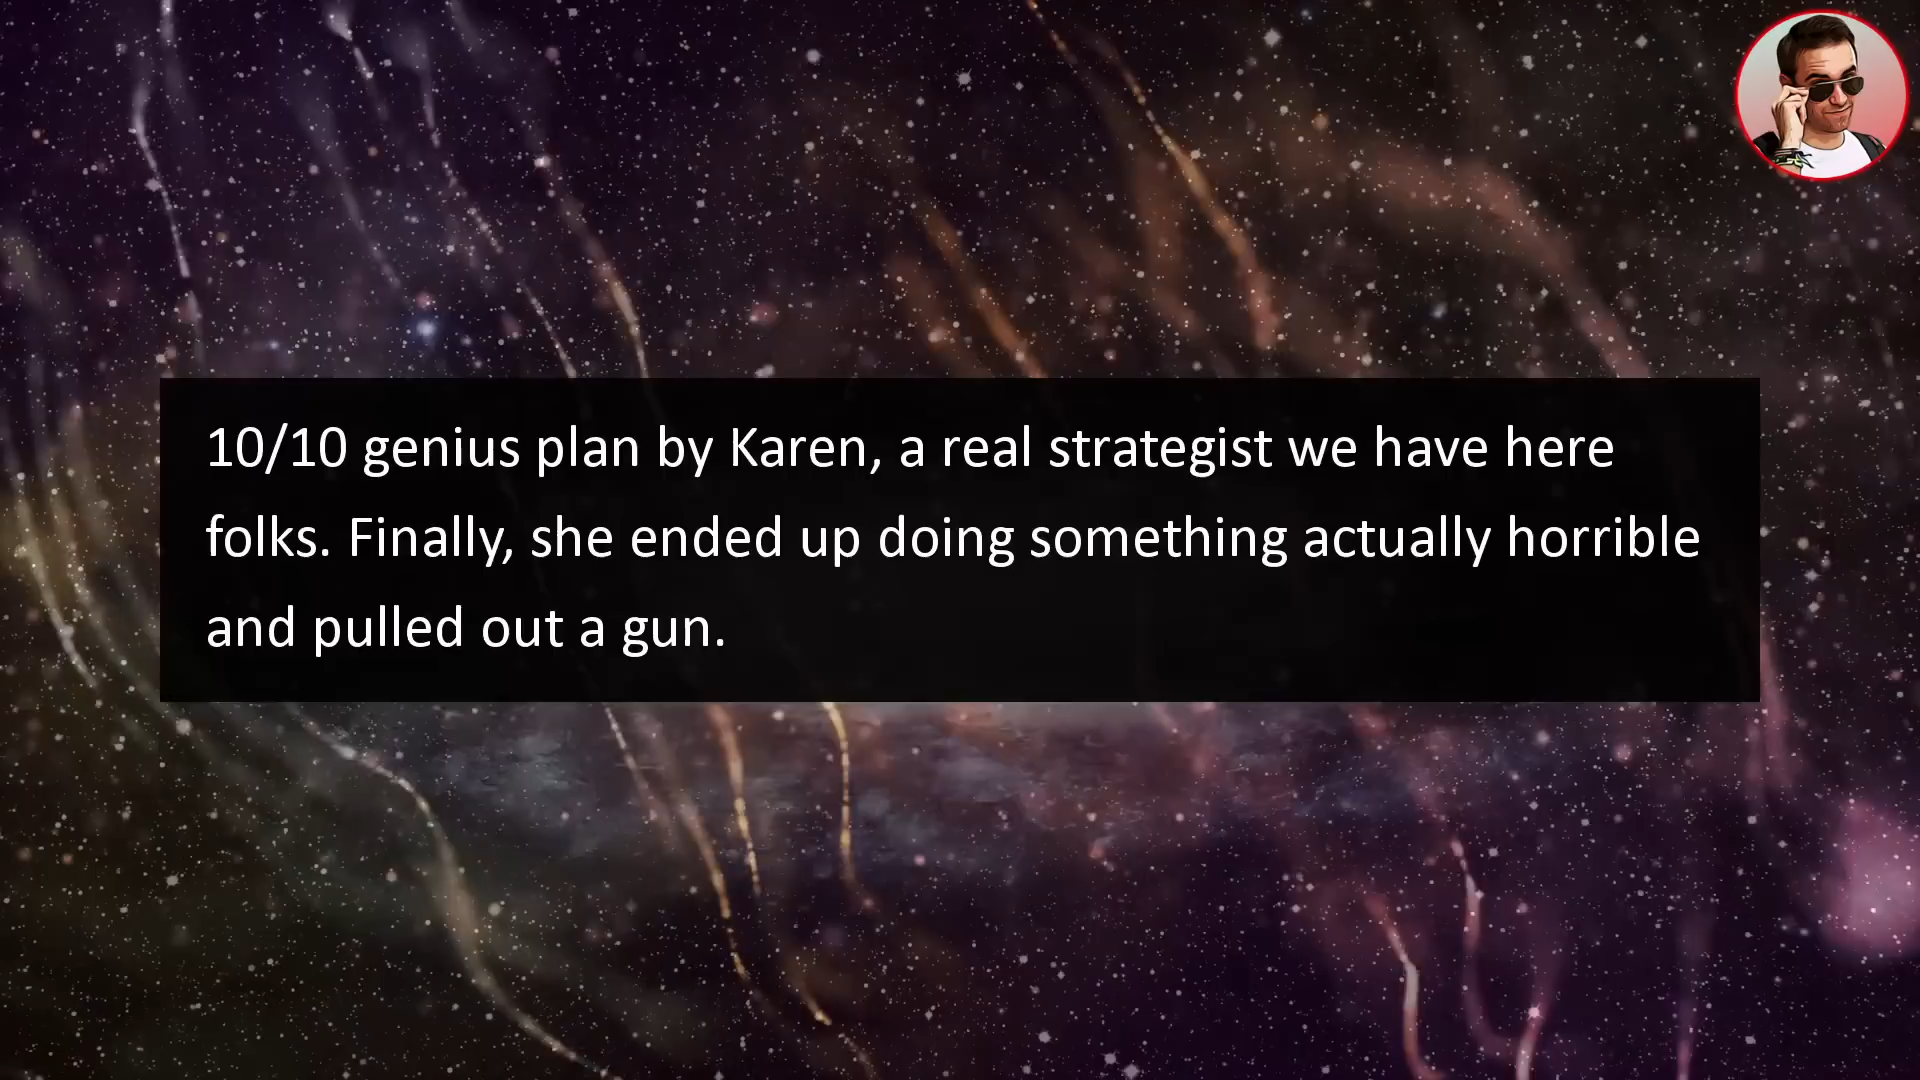 10/10 genius plan by Karen, a real strategist we have here
folks. Finally, she ended up doing something actually horrible
and pulled out a gun.